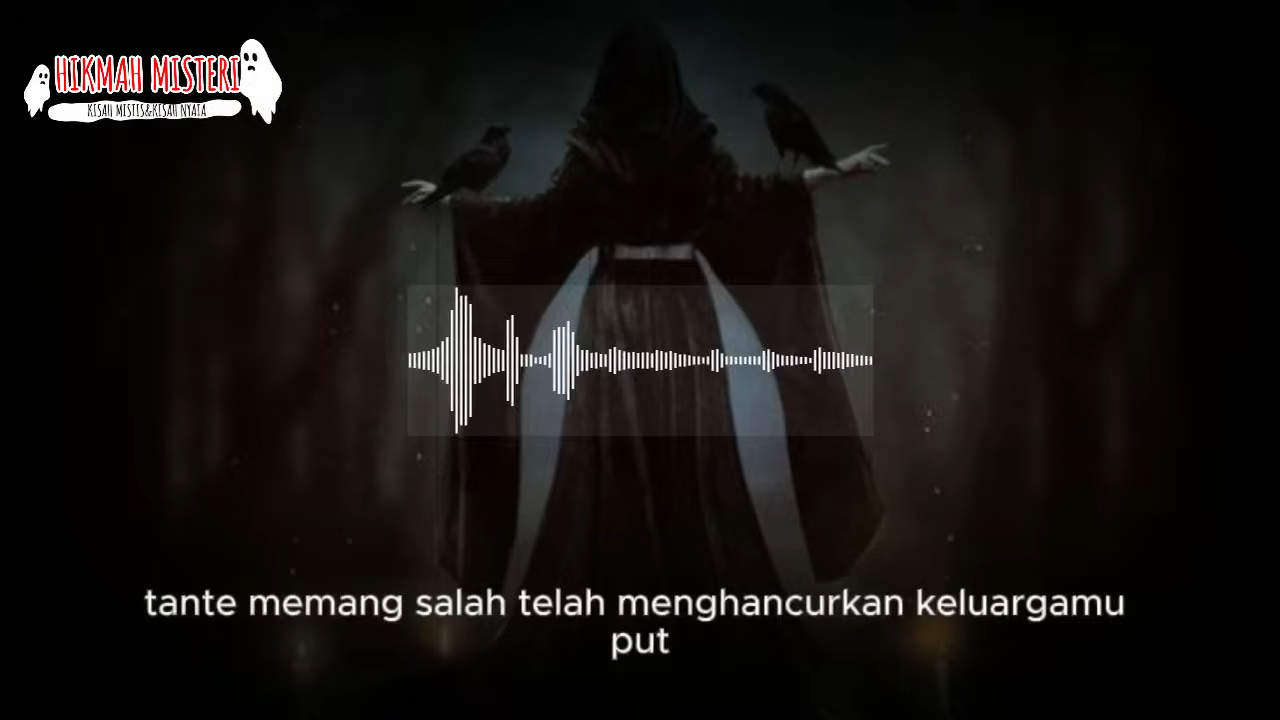 HIKMAH MISTERI
KISAH MISTIS&KISAH NYATA
tante memang salah telah menghancurkan keluargamu
put